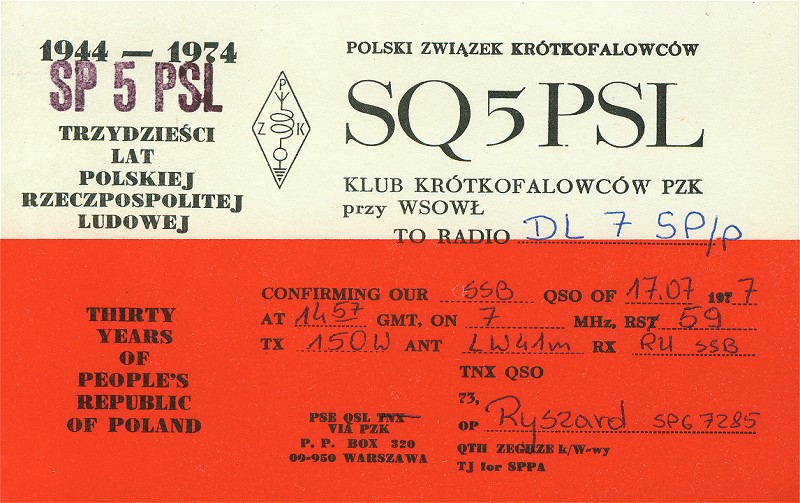 1944 — 1974
SP 5 PSL
TRZYDZIEŚCI
LAT
POLSKIEJ
RZECZPOSPOLITEJ
LUDOWEJ
P
Z K
POLSKI ZWIĄZEK KRÓTKOFALOWCÓW
SQ5PSL
KLUB KRÓTKOFALOWCÓW PZK
przy WSOWŁ
TO RADIO DL 7 SP/p
THIRTY
YEARS
OF
PEOPLE'S
REPUBLIC
OF POLAND
CONFIRMING OUR SSB QSO OF 17.07 1977
AT 1457 GMT, ON 7 MHz, RST 59
TX 150W ANT LW41m RX RU SSB
TNX QSO
73,
OP Ryszard SP67285
QTH ZEGRZE k/W-wy
TJ for SPPA
PSE QSL TNX
VIA PZK
P. P. BOX 320
00-950 WARSZAWA